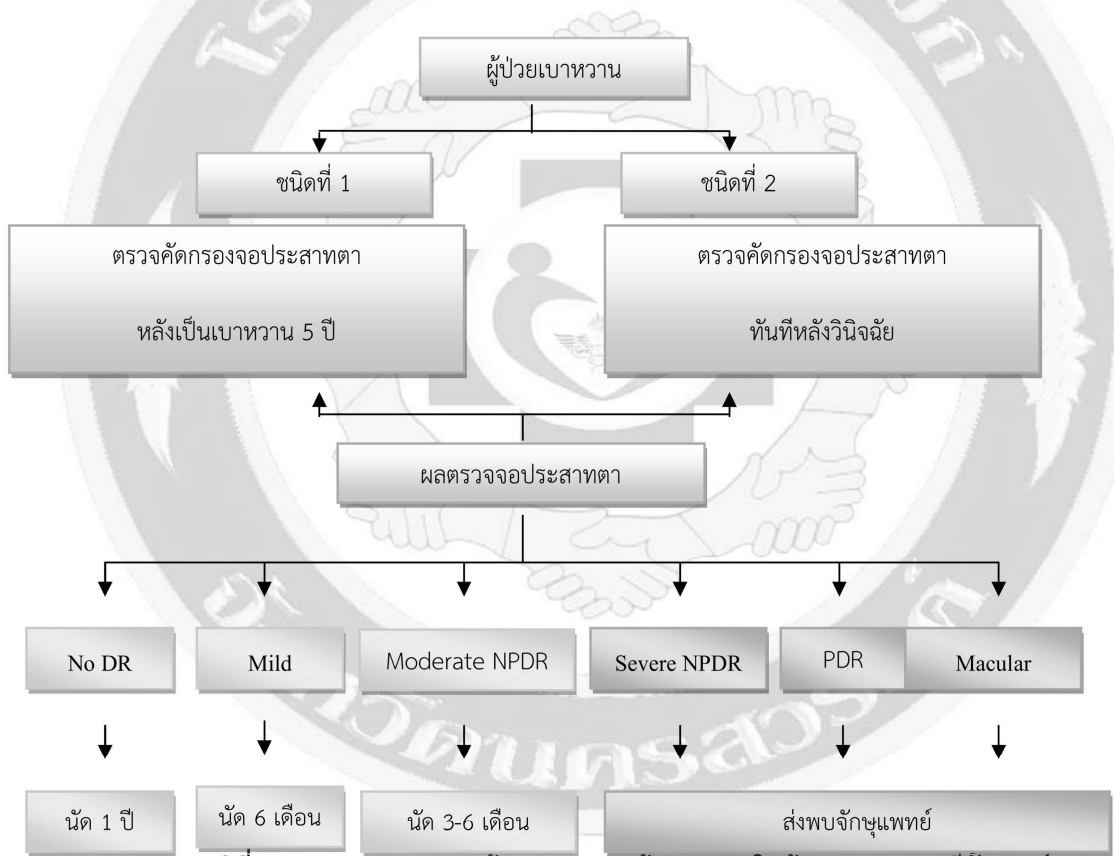 ผู้ป่วยเบาหวาน
ชนิดที่ 1
ชนิดที่ 2
ตรวจคัดกรองจอประสาทตา
หลังเป็นเบาหวาน 5 ปี
ตรวจคัดกรองจอประสาทตา
ทันทีหลังวินิจฉัย
ผลตรวจจอประสาทตา
No DR
Mild
Moderate NPDR
Severe NPDR
PDR
Macular
นัด 1 ปี
นัด 6 เดือน
นัด 3-6 เดือน
ส่งพบจักษุแพทย์